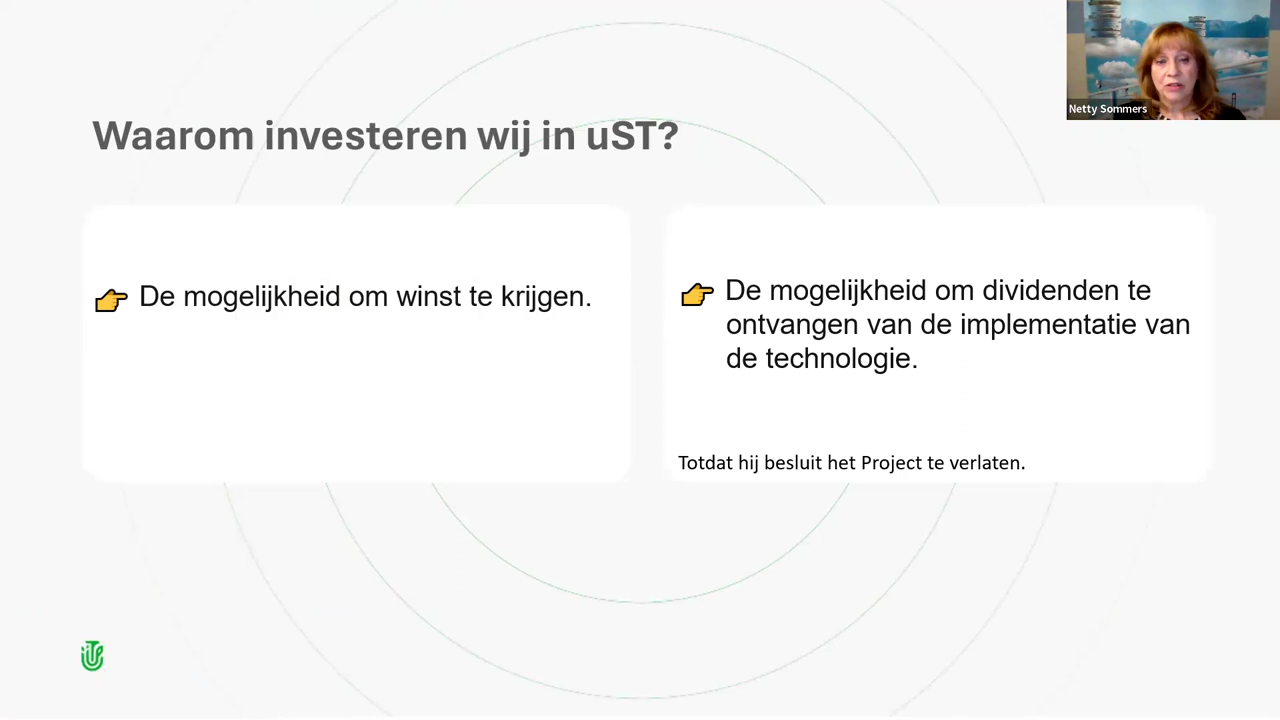 Netty Sommers
Waarom investeren wij in uST?
👉 De mogelijkheid om winst te krijgen.
👉 De mogelijkheid om dividenden te
ontvangen van de implementatie van
de technologie.
Totdat hij besluit het Project te verlaten.